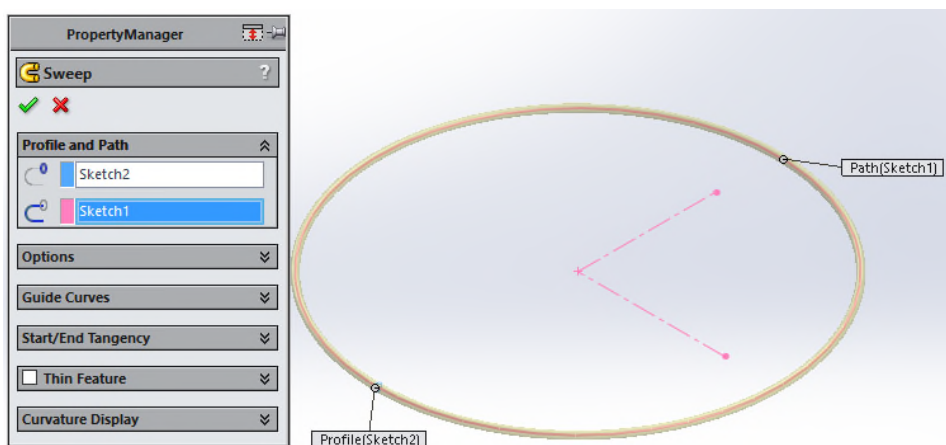 PropertyManager
Sweep ?
Profile and Path
Sketch2
Sketch1
Options
Guide Curves
Start/End Tangency
Thin Feature
Curvature Display
Path(Sketch1)
Profile(Sketch2)